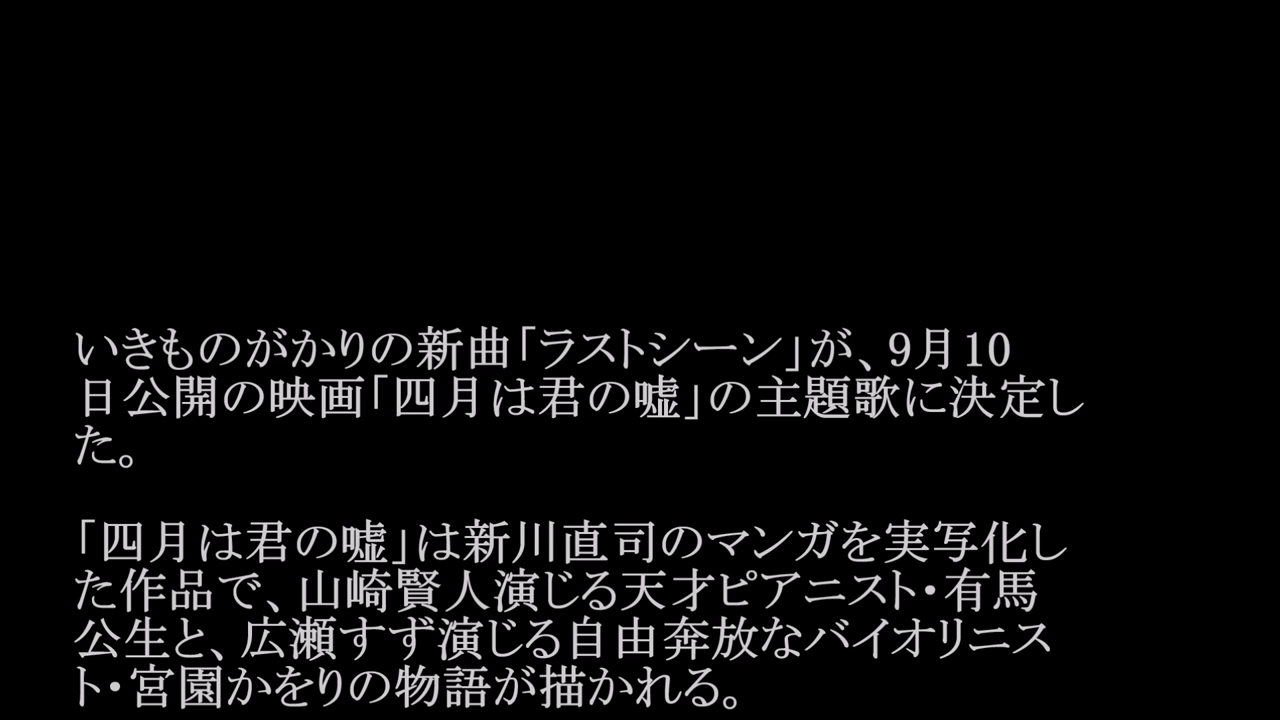 いきものがかりの新曲「ラストシーン」が、9月10
日公開の映画「四月は君の嘘」の主題歌に決定し
た。
「四月は君の嘘」は新川直司のマンガを実写化し
た作品で、山崎賢人演じる天才ピアニスト・有馬
公生と、広瀬すず演じる自由奔放なバイオリニス
ト・宮園かをりの物語が描かれる。